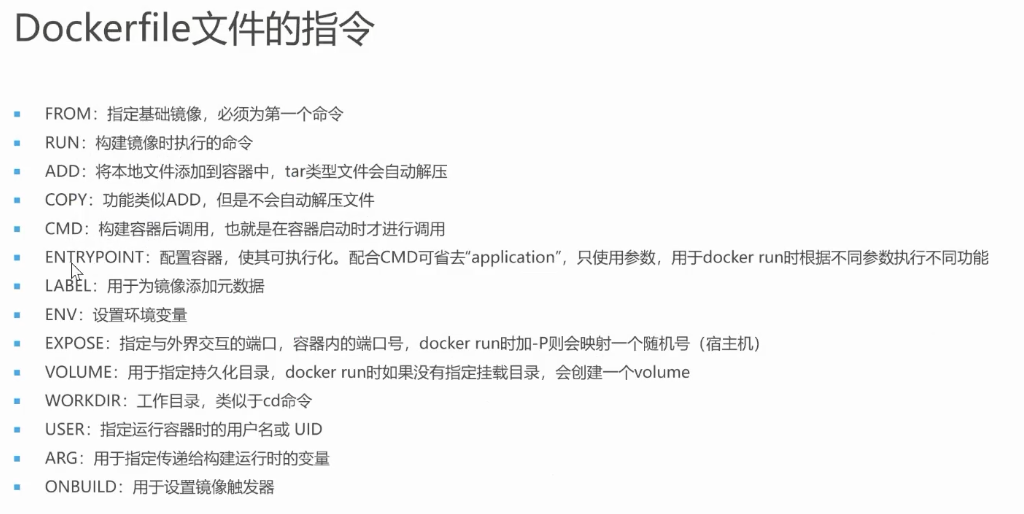 Dockerfile文件的指令
FROM：指定基础镜像，必须为第一个命令
RUN：构建镜像时执行的命令
ADD：将本地文件添加到容器中，tar类型文件会自动解压
COPY：功能类似ADD，但是不会自动解压文件
CMD：构建容器后调用，也就是在容器启动时才进行调用
ENTRYPOINT：配置容器，使其可执行化。配合CMD可省去“application”，只使用参数，用于docker run时根据不同参数执行不同功能
LABEL：用于为镜像添加元数据
ENV：设置环境变量
EXPOSE：指定与外界交互的端口，容器内的端口号，docker run时加-P则会映射一个随机号（宿主机）
VOLUME：用于指定持久化目录，docker run时如果没有指定挂载目录，会创建一个volume
WORKDIR：工作目录，类似于cd命令
USER：指定运行容器时的用户名或 UID
ARG：用于指定传递给构建运行时的变量
ONBUILD：用于设置镜像触发器